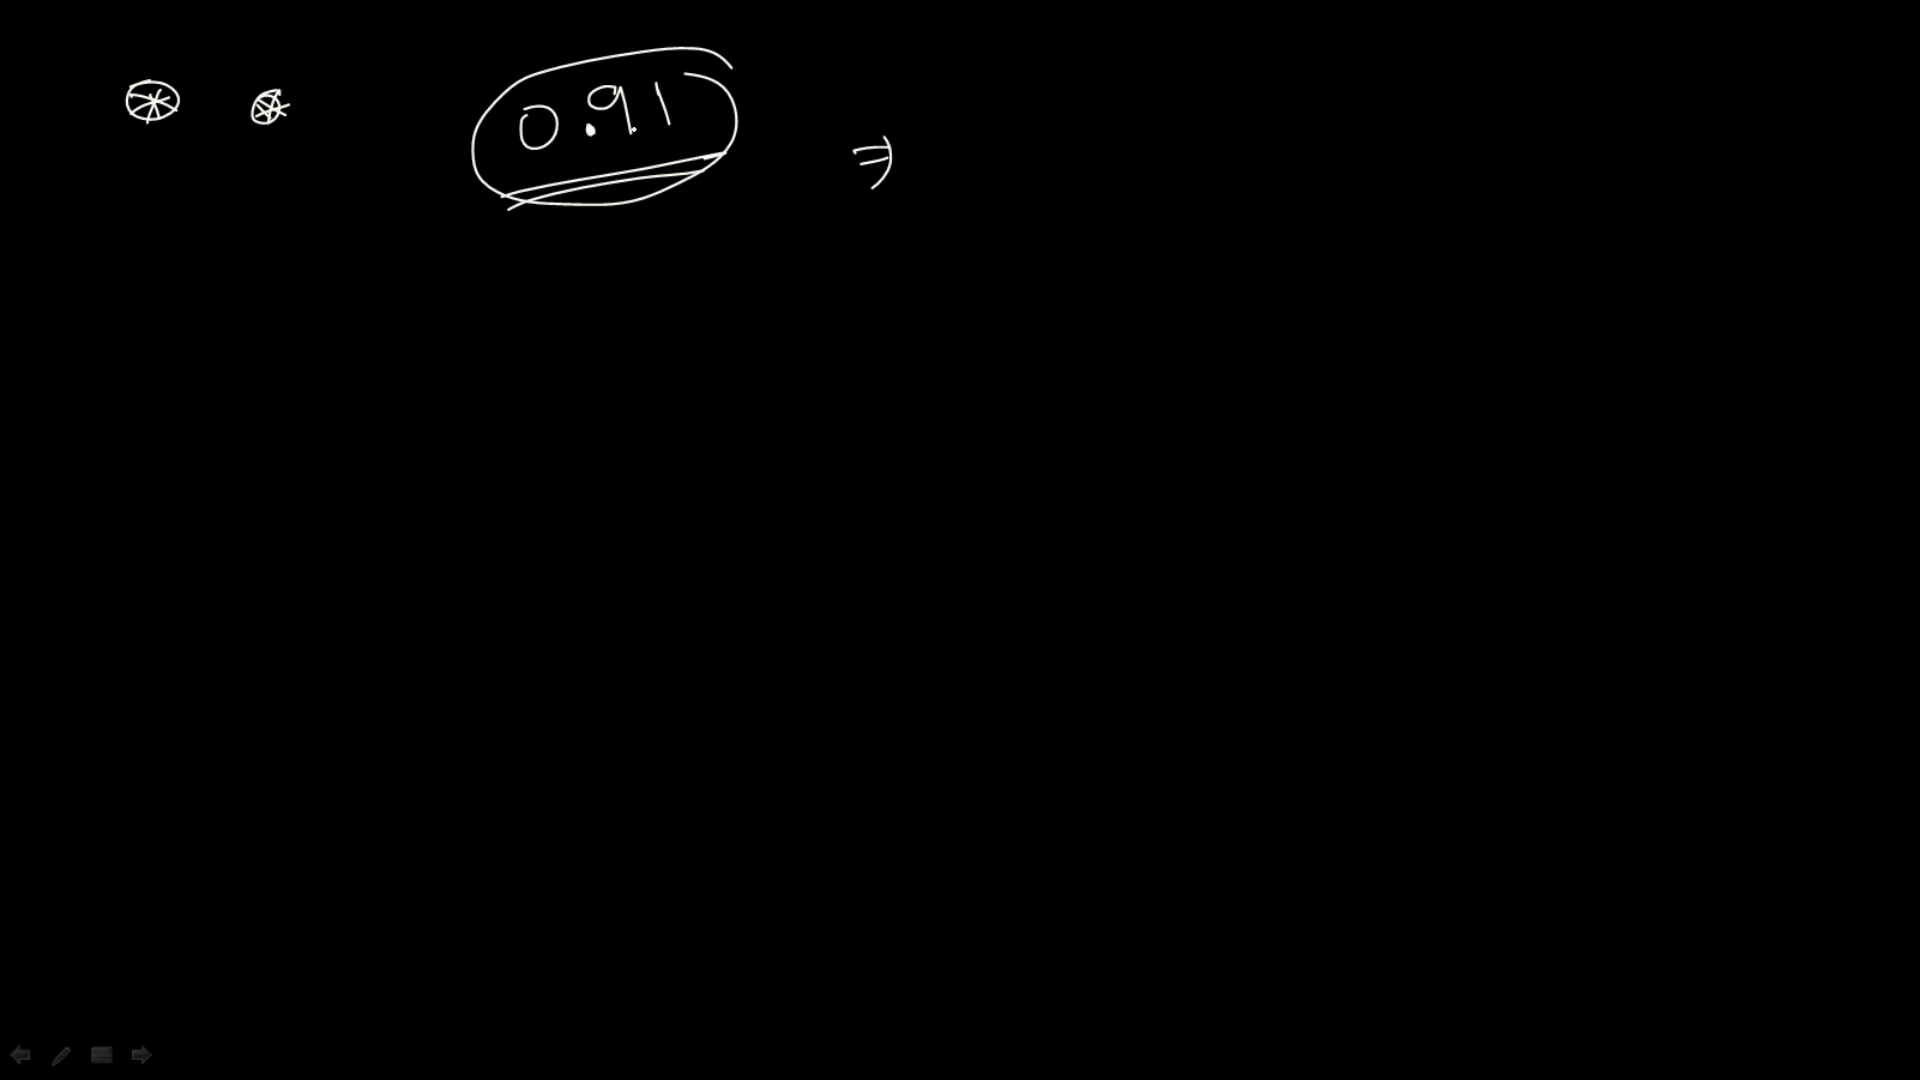 ⊛ ⊛ 0.91 ⇒